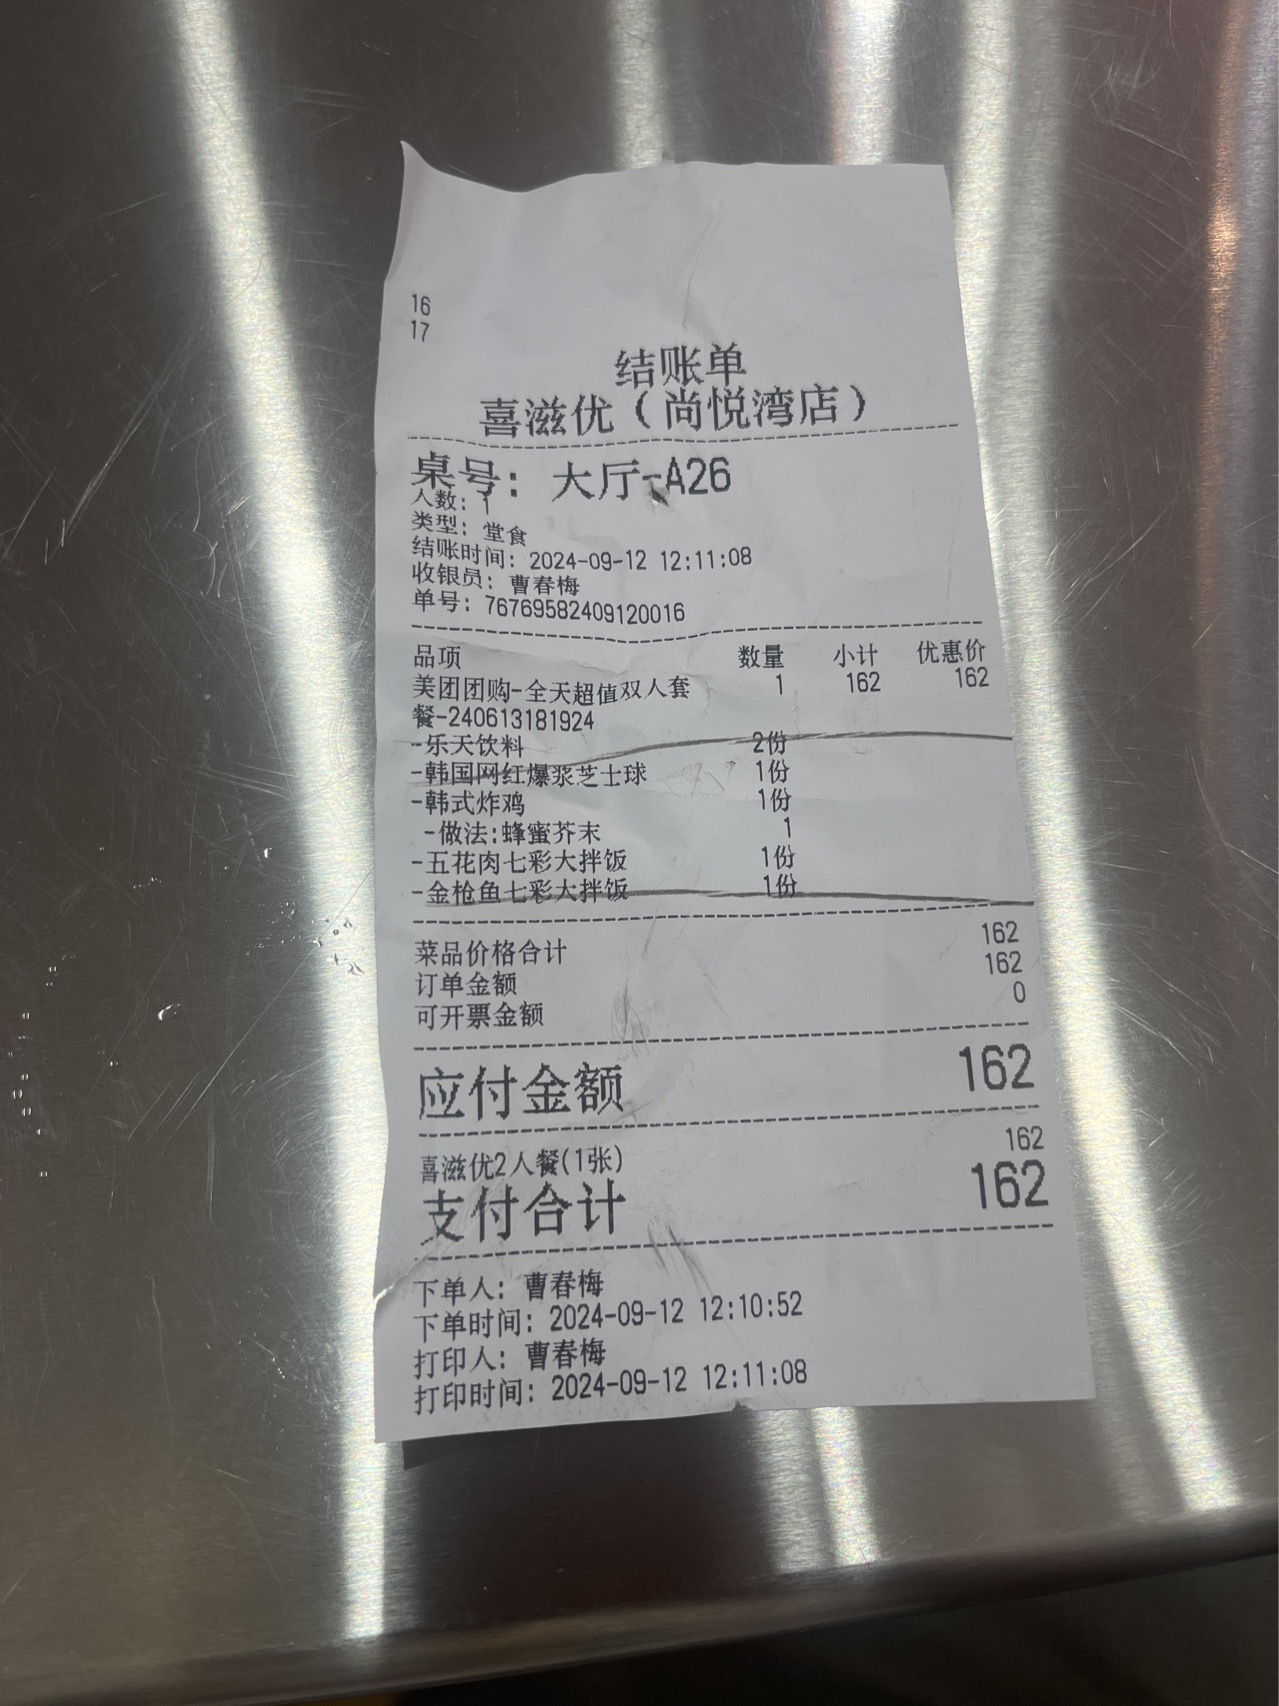 16
17
结账单
喜滋优（尚悦湾店）
桌号：大厅-A26
人数：1
类型：堂食
结账时间：2024-09-12 12:11:08
收银员：曹春梅
单号：76769582409120016
品项 数量 小计 优惠价
美团团购-全天超值双人套 1 162 162
餐-240613181924
-乐天饮料 2份
-韩国网红爆浆芝士球 1份
-韩式炸鸡 1份
-做法:蜂蜜芥末 1
-五花肉七彩大拌饭 1份
-金枪鱼七彩大拌饭 1份
菜品价格合计 162
订单金额 162
可开票金额 0
应付金额 162
喜滋优2人餐(1张) 162
支付合计 162
下单人：曹春梅
下单时间：2024-09-12 12:10:52
打印人：曹春梅
打印时间：2024-09-12 12:11:08